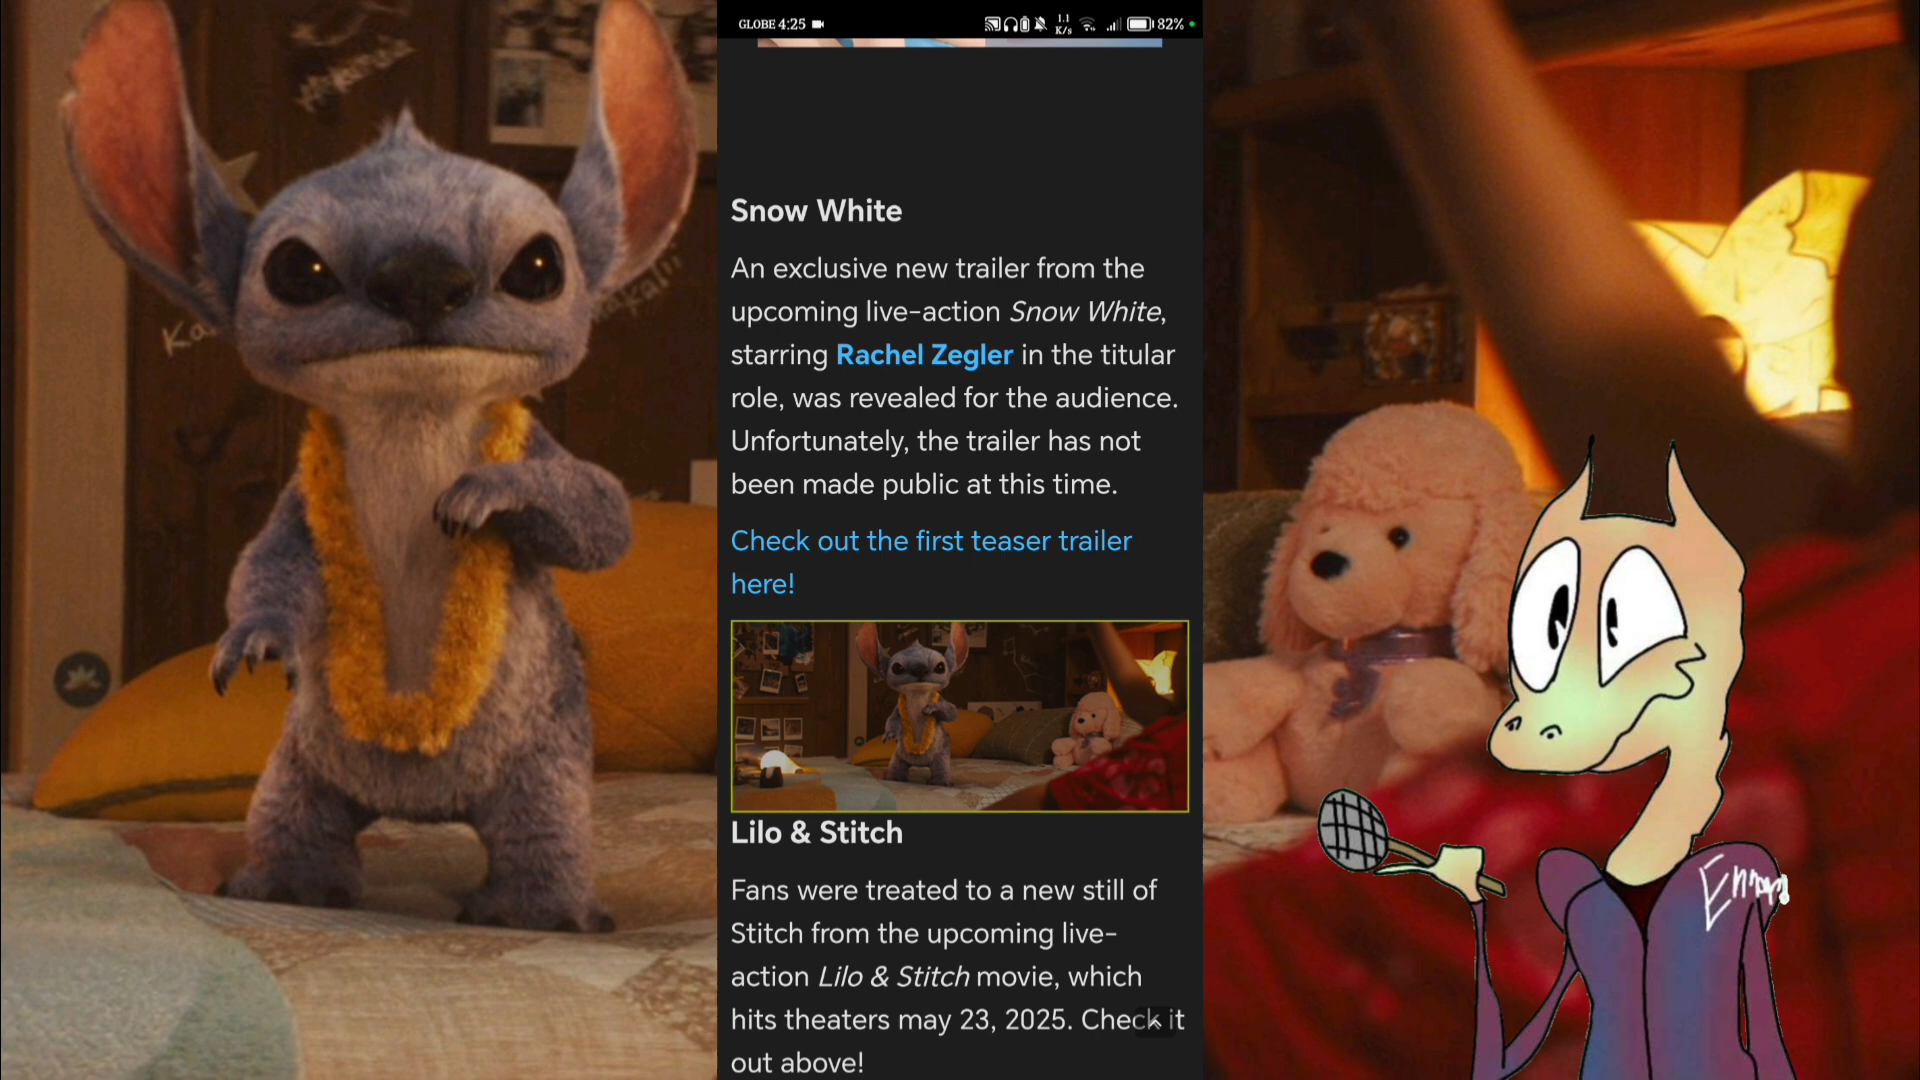 GLOBE 4:25
1.1 K/s
82%
Snow White
An exclusive new trailer from the
upcoming live-action Snow White,
starring Rachel Zegler in the titular
role, was revealed for the audience.
Unfortunately, the trailer has not
been made public at this time.
Check out the first teaser trailer
here!
Lilo & Stitch
Fans were treated to a new still of
Stitch from the upcoming live-
action Lilo & Stitch movie, which
hits theaters may 23, 2025. Check it
out above!